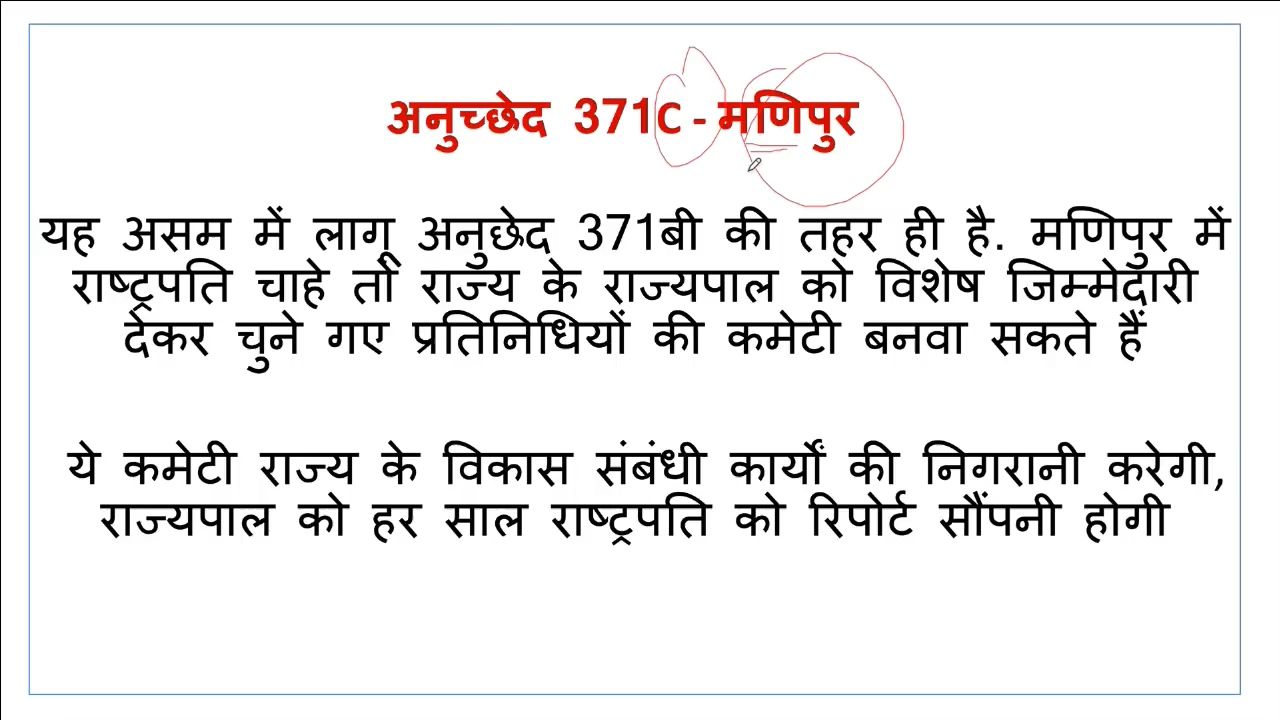 अनुच्छेद 371C - मणिपुर
यह असम में लागू अनुछेद 371बी की तहर ही है. मणिपुर में
राष्ट्रपति चाहे तो राज्य के राज्यपाल को विशेष जिम्मेदारी
देकर चुने गए प्रतिनिधियों की कमेटी बनवा सकते हैं
ये कमेटी राज्य के विकास संबंधी कार्यों की निगरानी करेगी,
राज्यपाल को हर साल राष्ट्रपति को रिपोर्ट सौंपनी होगी